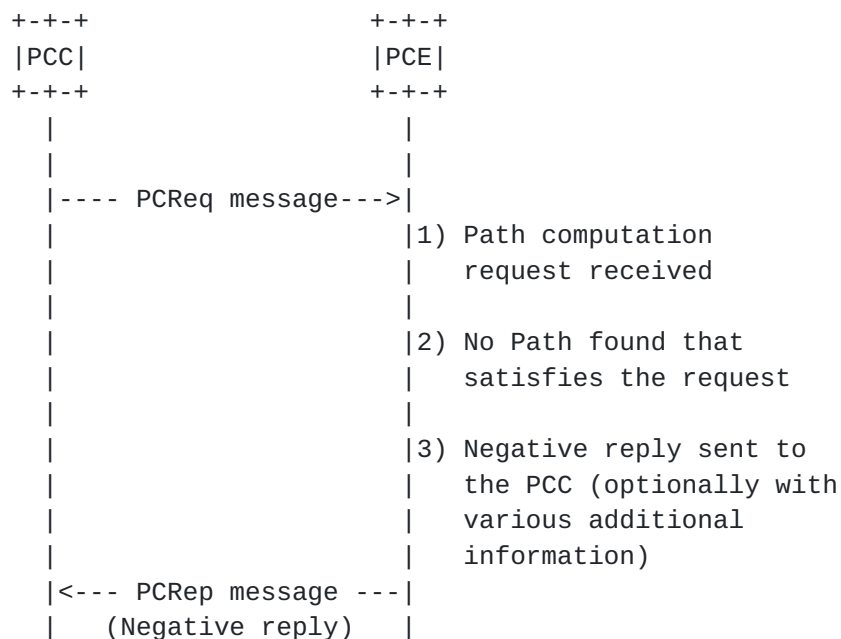 +-+-+                   +-+-+
|PCC|                   |PCE|
+-+-+                   +-+-+
  |                       |
  |                       |
  |---- PCReq message--->|
  |                       |1) Path computation
  |                       |   request received
  |                       |
  |                       |2) No Path found that
  |                       |   satisfies the request
  |                       |
  |                       |3) Negative reply sent to
  |                       |   the PCC (optionally with
  |                       |   various additional
  |                       |   information)
  |<--- PCRep message ---|
  |   (Negative reply)    |